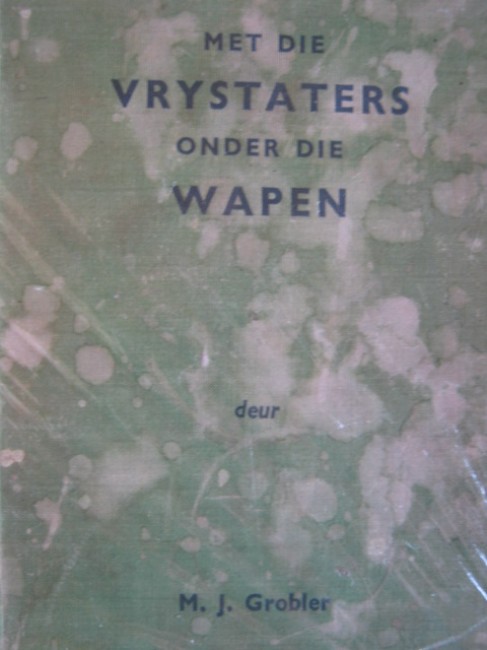 MET DIE
VRYSTATERS
ONDER DIE
WAPEN
deur
M. J. Grobler